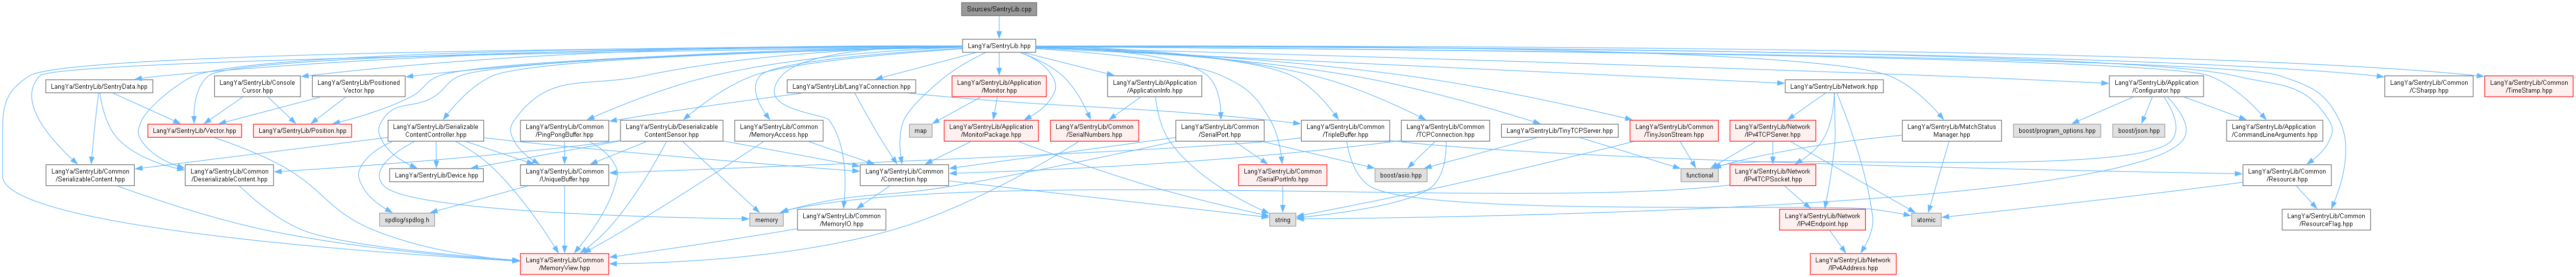 Sources/SentryLib.cpp
LangYa/SentryLib.hpp
LangYa/SentryLib/SentryData.hpp
LangYa/SentryLib/Console
Cursor.hpp
LangYa/SentryLib/Positioned
Vector.hpp
LangYa/SentryLib/LangYaConnection.hpp
LangYa/SentryLib/Application
/Monitor.hpp
LangYa/SentryLib/Application
/ApplicationInfo.hpp
LangYa/SentryLib/Network.hpp
LangYa/SentryLib/Application
/Configurator.hpp
LangYa/SentryLib/Common
/CSharpp.hpp
LangYa/SentryLib/Common
/TimeStamp.hpp
LangYa/SentryLib/Vector.hpp
LangYa/SentryLib/Position.hpp
LangYa/SentryLib/Serializable
ContentController.hpp
LangYa/SentryLib/Common
/PingPongBuffer.hpp
LangYa/SentryLib/Deserializable
ContentSensor.hpp
LangYa/SentryLib/Common
/MemoryAccess.hpp
map
LangYa/SentryLib/Application
/MonitorPackage.hpp
LangYa/SentryLib/Common
/SerialNumbers.hpp
LangYa/SentryLib/Common
/SerialPort.hpp
LangYa/SentryLib/Common
/TripleBuffer.hpp
LangYa/SentryLib/Common
/TCPConnection.hpp
LangYa/SentryLib/TinyTCPServer.hpp
LangYa/SentryLib/Common
/TinyJsonStream.hpp
LangYa/SentryLib/Network
/IPv4TCPServer.hpp
LangYa/SentryLib/MatchStatus
Manager.hpp
boost/program_options.hpp
boost/json.hpp
LangYa/SentryLib/Application
/CommandLineArguments.hpp
LangYa/SentryLib/Common
/SerializableContent.hpp
LangYa/SentryLib/Common
/DeserializableContent.hpp
LangYa/SentryLib/Device.hpp
LangYa/SentryLib/Common
/UniqueBuffer.hpp
LangYa/SentryLib/Common
/Connection.hpp
LangYa/SentryLib/Common
/SerialPortInfo.hpp
boost/asio.hpp
functional
LangYa/SentryLib/Network
/IPv4TCPSocket.hpp
LangYa/SentryLib/Common
/Resource.hpp
spdlog/spdlog.h
memory
LangYa/SentryLib/Common
/MemoryIO.hpp
string
LangYa/SentryLib/Network
/IPv4Endpoint.hpp
atomic
LangYa/SentryLib/Common
/ResourceFlag.hpp
LangYa/SentryLib/Common
/MemoryView.hpp
LangYa/SentryLib/Network
/IPv4Address.hpp